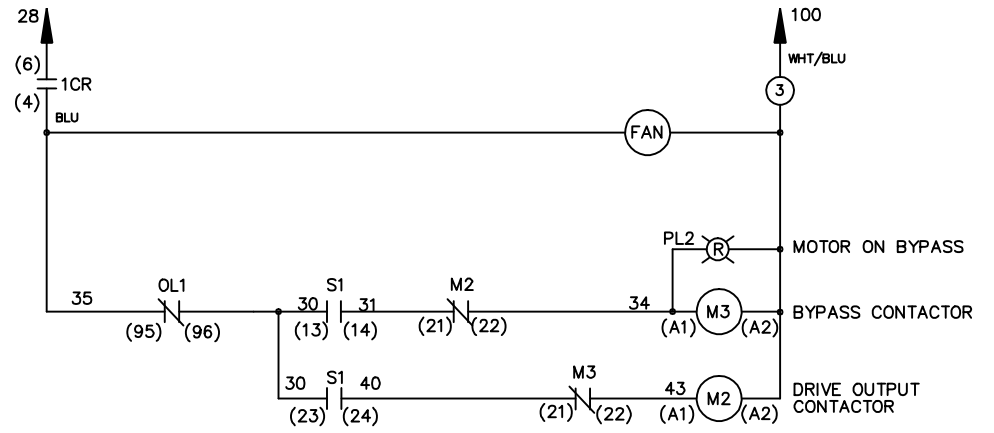 28
100
(6)
WHT/BLU
1CR
3
(4)
BLU
FAN
PL2
R
MOTOR ON BYPASS
35
OL1
(95)
(96)
30
S1
31
(13)
(14)
M2
(21)
(22)
34
M3
(A1)
(A2)
BYPASS CONTACTOR
30
S1
40
(23)
(24)
M3
(21)
(22)
43
M2
(A1)
(A2)
DRIVE OUTPUT
CONTACTOR